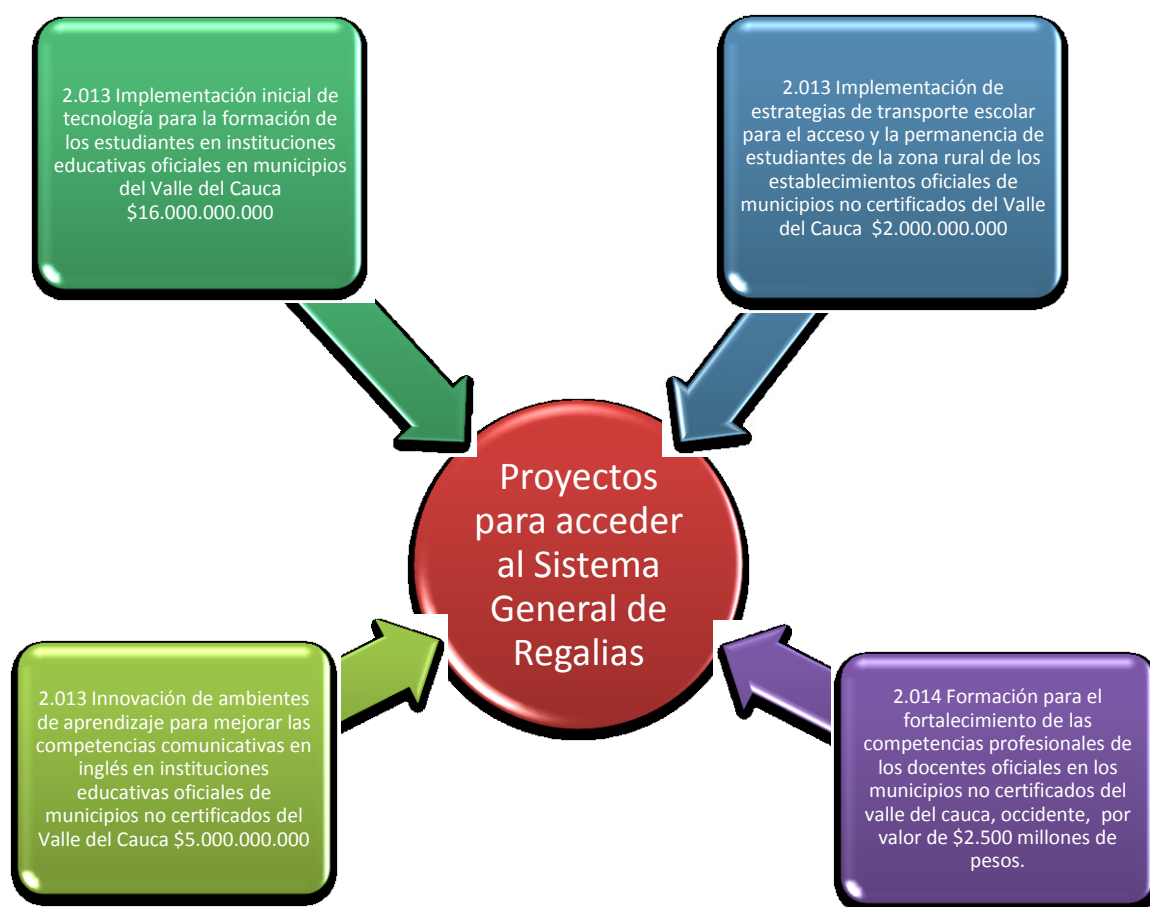 2.013 Implementación inicial de
tecnología para la formación de
los estudiantes en instituciones
educativas oficiales en municipios
del Valle del Cauca
$16.000.000.000
2.013 Implementación de
estrategias de transporte escolar
para el acceso y la permanencia de
estudiantes de la zona rural de los
establecimientos oficiales de
municipios no certificados del Valle
del Cauca $2.000.000.000
Proyectos
para acceder
al Sistema
General de
Regalias
2.013 Innovación de ambientes
de aprendizaje para mejorar las
competencias comunicativas en
inglés en instituciones
educativas oficiales de
municipios no certificados del
Valle del Cauca $5.000.000.000
2.014 Formación para el
fortalecimiento de las
competencias profesionales de
los docentes oficiales en los
municipios no certificados del
valle del cauca, occidente, por
valor de $2.500 millones de
pesos.